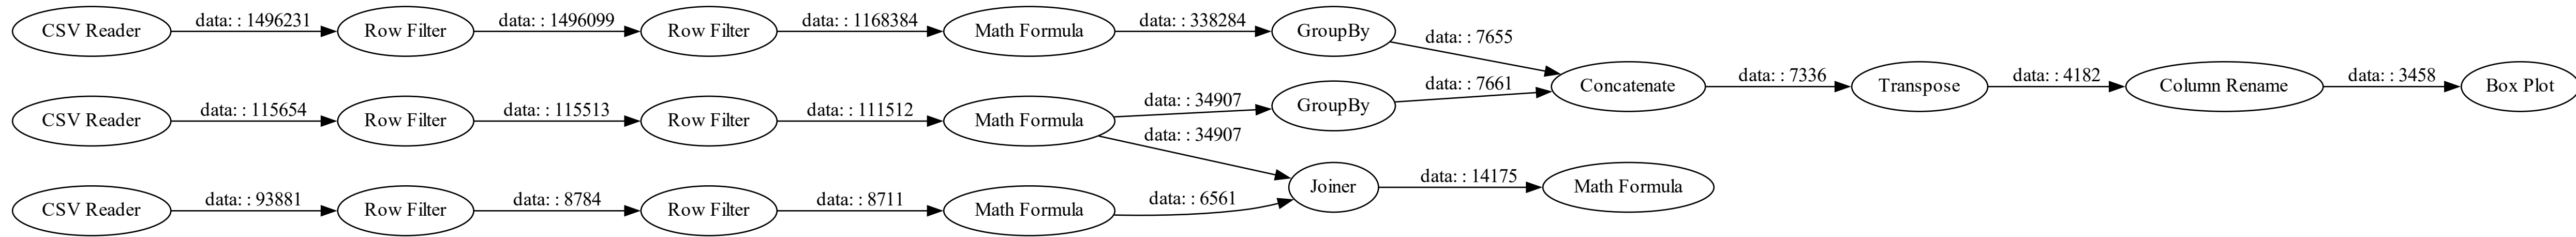 CSV Reader
data: : 1496231
Row Filter
data: : 1496099
Row Filter
data: : 1168384
Math Formula
data: : 338284
GroupBy
data: : 7655
CSV Reader
data: : 115654
Row Filter
data: : 115513
Row Filter
data: : 111512
Math Formula
data: : 34907
GroupBy
data: : 7661
Concatenate
data: : 7336
Transpose
data: : 4182
Column Rename
data: : 3458
Box Plot
data: : 34907
CSV Reader
data: : 93881
Row Filter
data: : 8784
Row Filter
data: : 8711
Math Formula
data: : 6561
Joiner
data: : 14175
Math Formula